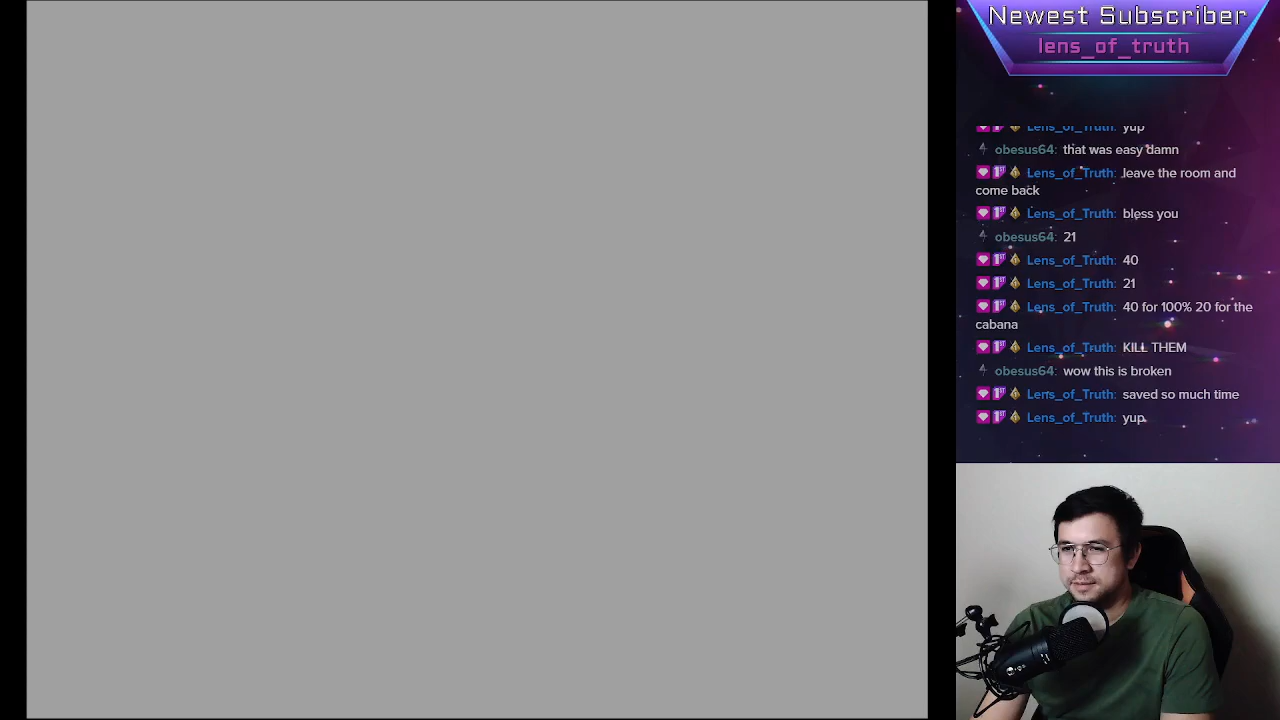 Newest Subscriber
lens_of_truth
Lens_of_Truth: yup
obesus64: that was easy damn
Lens_of_Truth: leave the room and
come back
Lens_of_Truth: bless you
obesus64: 21
Lens_of_Truth: 40
Lens_of_Truth: 21
Lens_of_Truth: 40 for 100% 20 for the
cabana
Lens_of_Truth: KILL THEM
obesus64: wow this is broken
Lens_of_Truth: saved so much time
Lens_of_Truth: yup